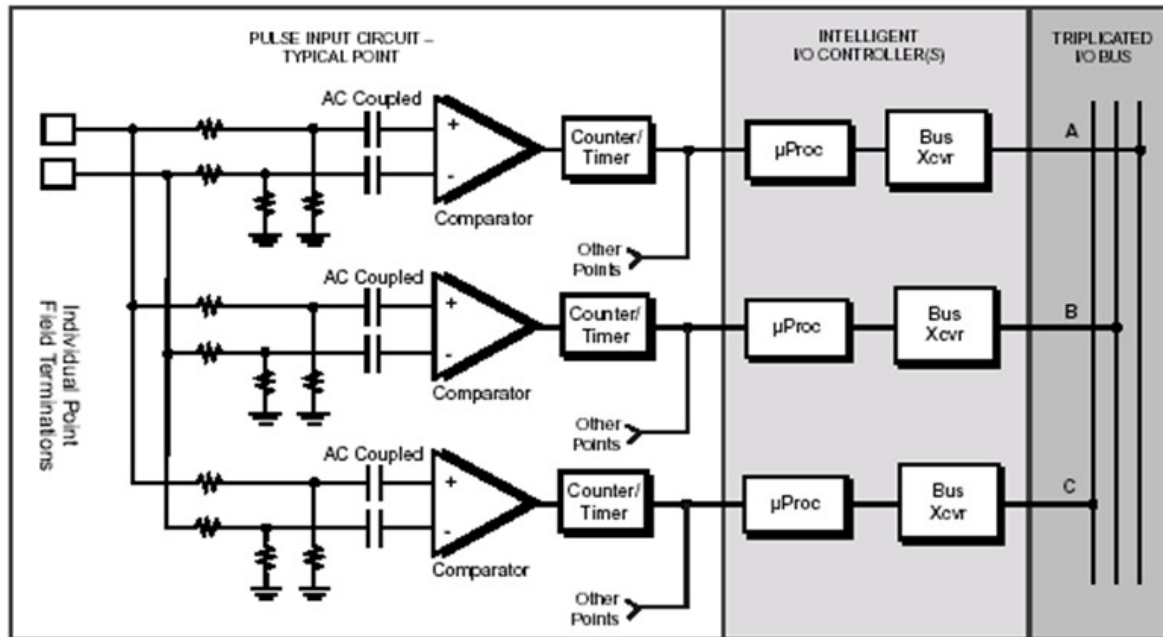 PULSE INPUT CIRCUIT –
TYPICAL POINT
INTELLIGENT
I/O CONTROLLER(S)
TRIPLICATED
I/O BUS
AC Coupled
+
-
Comparator
Counter/
Timer
Other
Points
µProc
Bus
Xcvr
A
AC Coupled
+
-
Comparator
Counter/
Timer
Other
Points
µProc
Bus
Xcvr
B
AC Coupled
+
-
Comparator
Counter/
Timer
Other
Points
µProc
Bus
Xcvr
C
Individual Point
Field Terminations